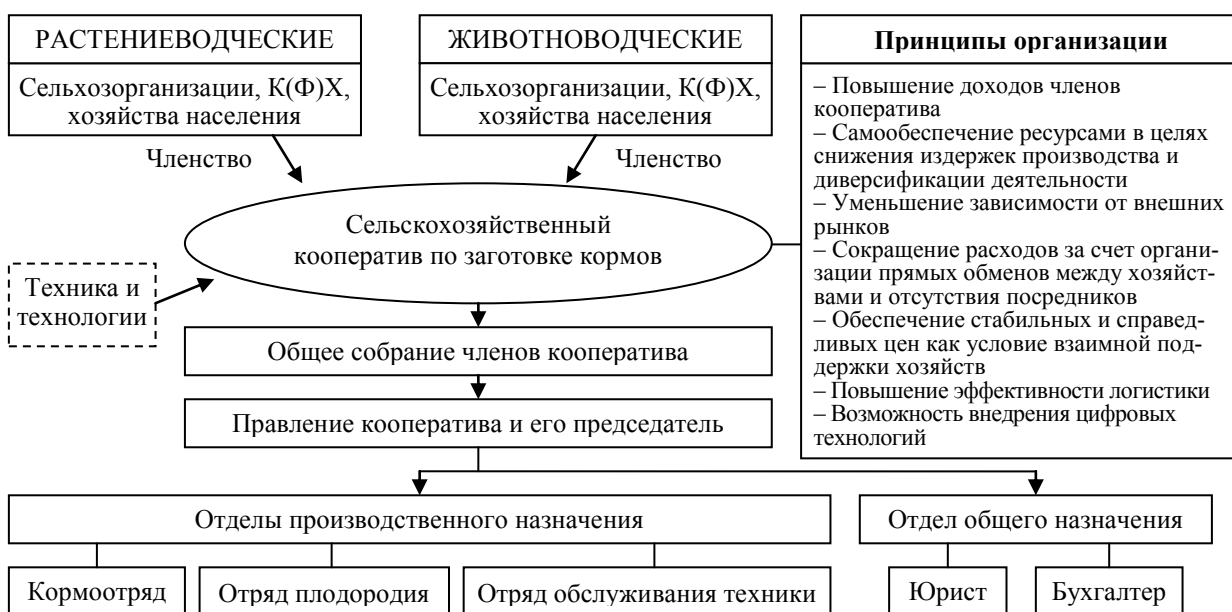 РАСТЕНИЕВОДЧЕСКИЕ
Сельхозорганизации, К(Ф)Х,
хозяйства населения
ЖИВОТНОВОДЧЕСКИЕ
Сельхозорганизации, К(Ф)Х,
хозяйства населения
Членство
Членство
Сельскохозяйственный
кооператив по заготовке кормов
Техника и
технологии
Общее собрание членов кооператива
Правление кооператива и его председатель
Принципы организации
– Повышение доходов членов
кооператива
– Самообеспечение ресурсами в целях
снижения издержек производства и
диверсификации деятельности
– Уменьшение зависимости от внешних
рынков
– Сокращение расходов за счет органи-
зации прямых обменов между хозяйст-
вами и отсутствия посредников
– Обеспечение стабильных и справед-
ливых цен как условие взаимной под-
держки хозяйств
– Повышение эффективности логистики
– Возможность внедрения цифровых
технологий
Отделы производственного назначения
Отдел общего назначения
Кормоотряд
Отряд плодородия
Отряд обслуживания техники
Юрист
Бухгалтер